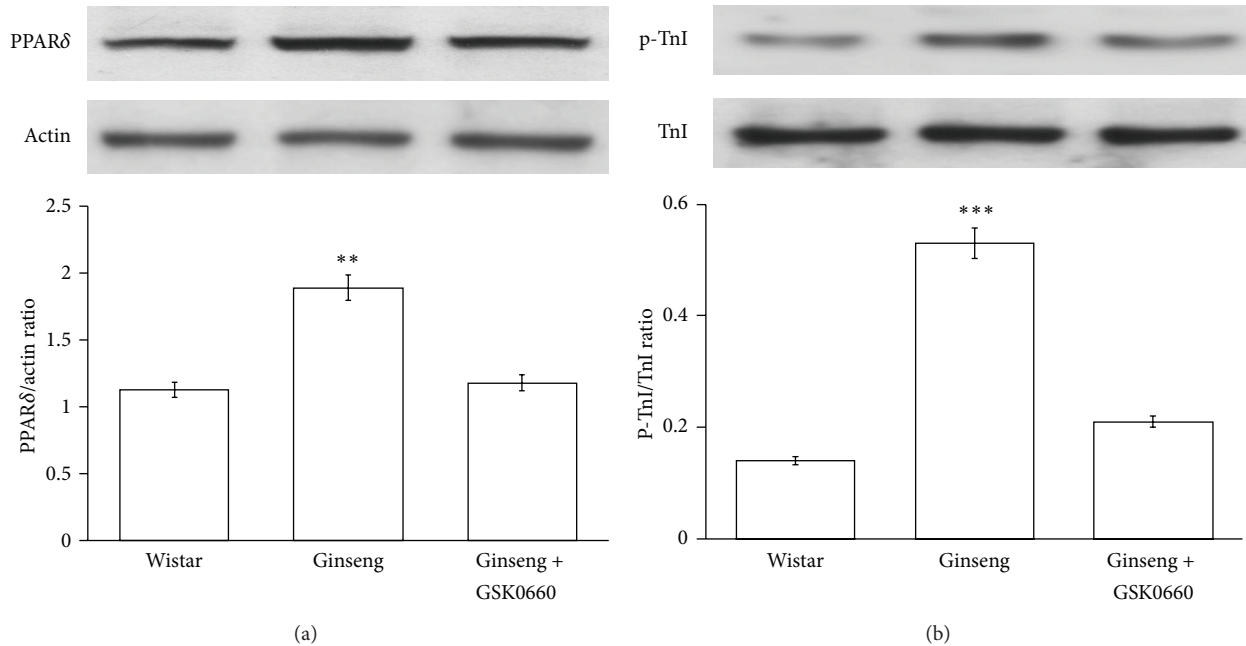 PPARδ
Actin
2.5
2
1.5
1
0.5
0
PPARδ/actin ratio
**
Wistar
Ginseng
Ginseng +
GSK0660
(a)
p-TnI
TnI
0.6
0.4
0.2
0
P-TnI/TnI ratio
***
Wistar
Ginseng
Ginseng +
GSK0660
(b)